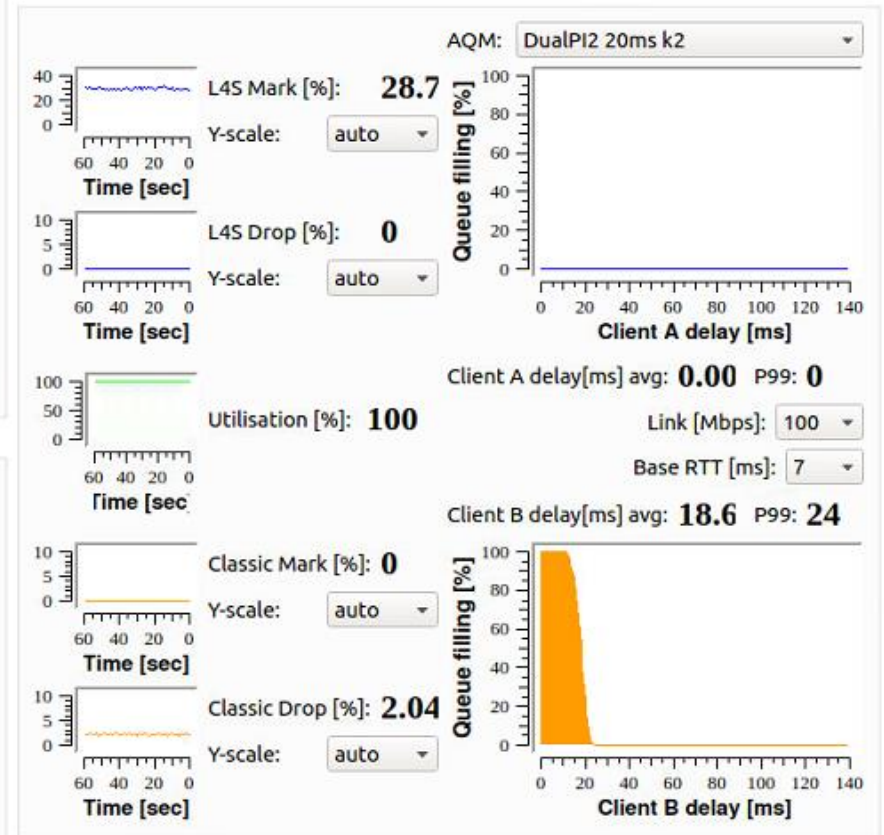 AQM: DualPI2 20ms k2
40
20
0
60 40 20 0
Time [sec]
L4S Mark [%]: 28.7
Y-scale: auto
10
5
0
60 40 20 0
Time [sec]
L4S Drop [%]: 0
Y-scale: auto
Queue filling [%]
100
80
60
40
20
0
0 20 40 60 80 100 120 140
Client A delay [ms]
Client A delay[ms] avg: 0.00 P99: 0
100
50
0
60 40 20 0
Time [sec
Utilisation [%]: 100
Link [Mbps]: 100
Base RTT [ms]: 7
Client B delay[ms] avg: 18.6 P99: 24
10
5
0
60 40 20 0
Time [sec]
Classic Mark [%]: 0
Y-scale: auto
10
5
0
60 40 20 0
Time [sec]
Classic Drop [%]: 2.04
Y-scale: auto
Queue filling [%]
100
80
60
40
20
0
0 20 40 60 80 100 120 140
Client B delay [ms]